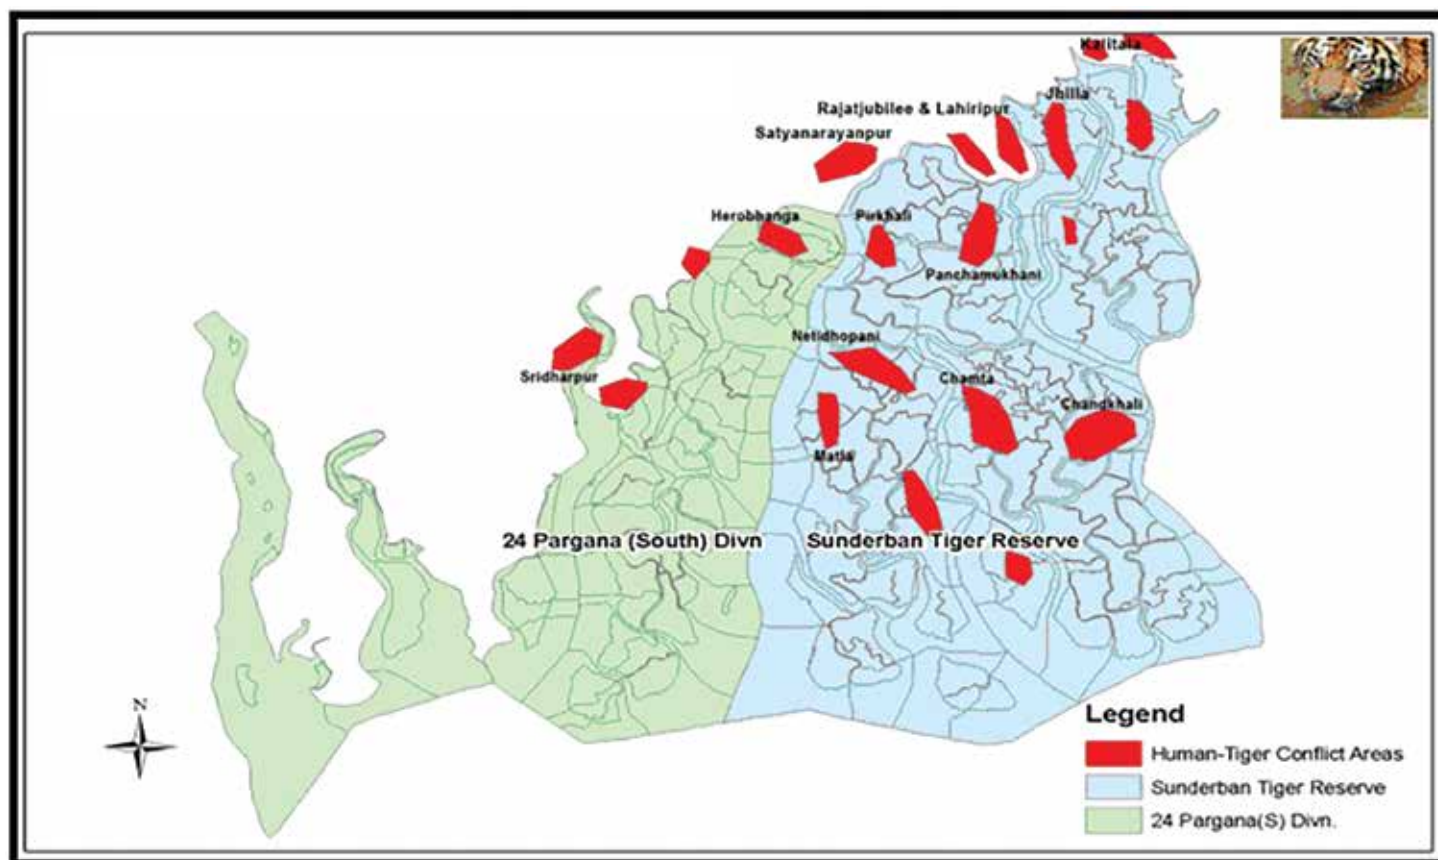 Kalitala
Jhilla
Rajatjubilee & Lahiripur
Satyanarayanpur
Herobhanga
Pirkhali
Panchamukhani
Netidhopani
Sridharpur
Chamta
Chandkhali
Matla
24 Pargana (South) Divn
Sunderban Tiger Reserve
N
Legend
Human-Tiger Conflict Areas
Sunderban Tiger Reserve
24 Pargana(S) Divn.